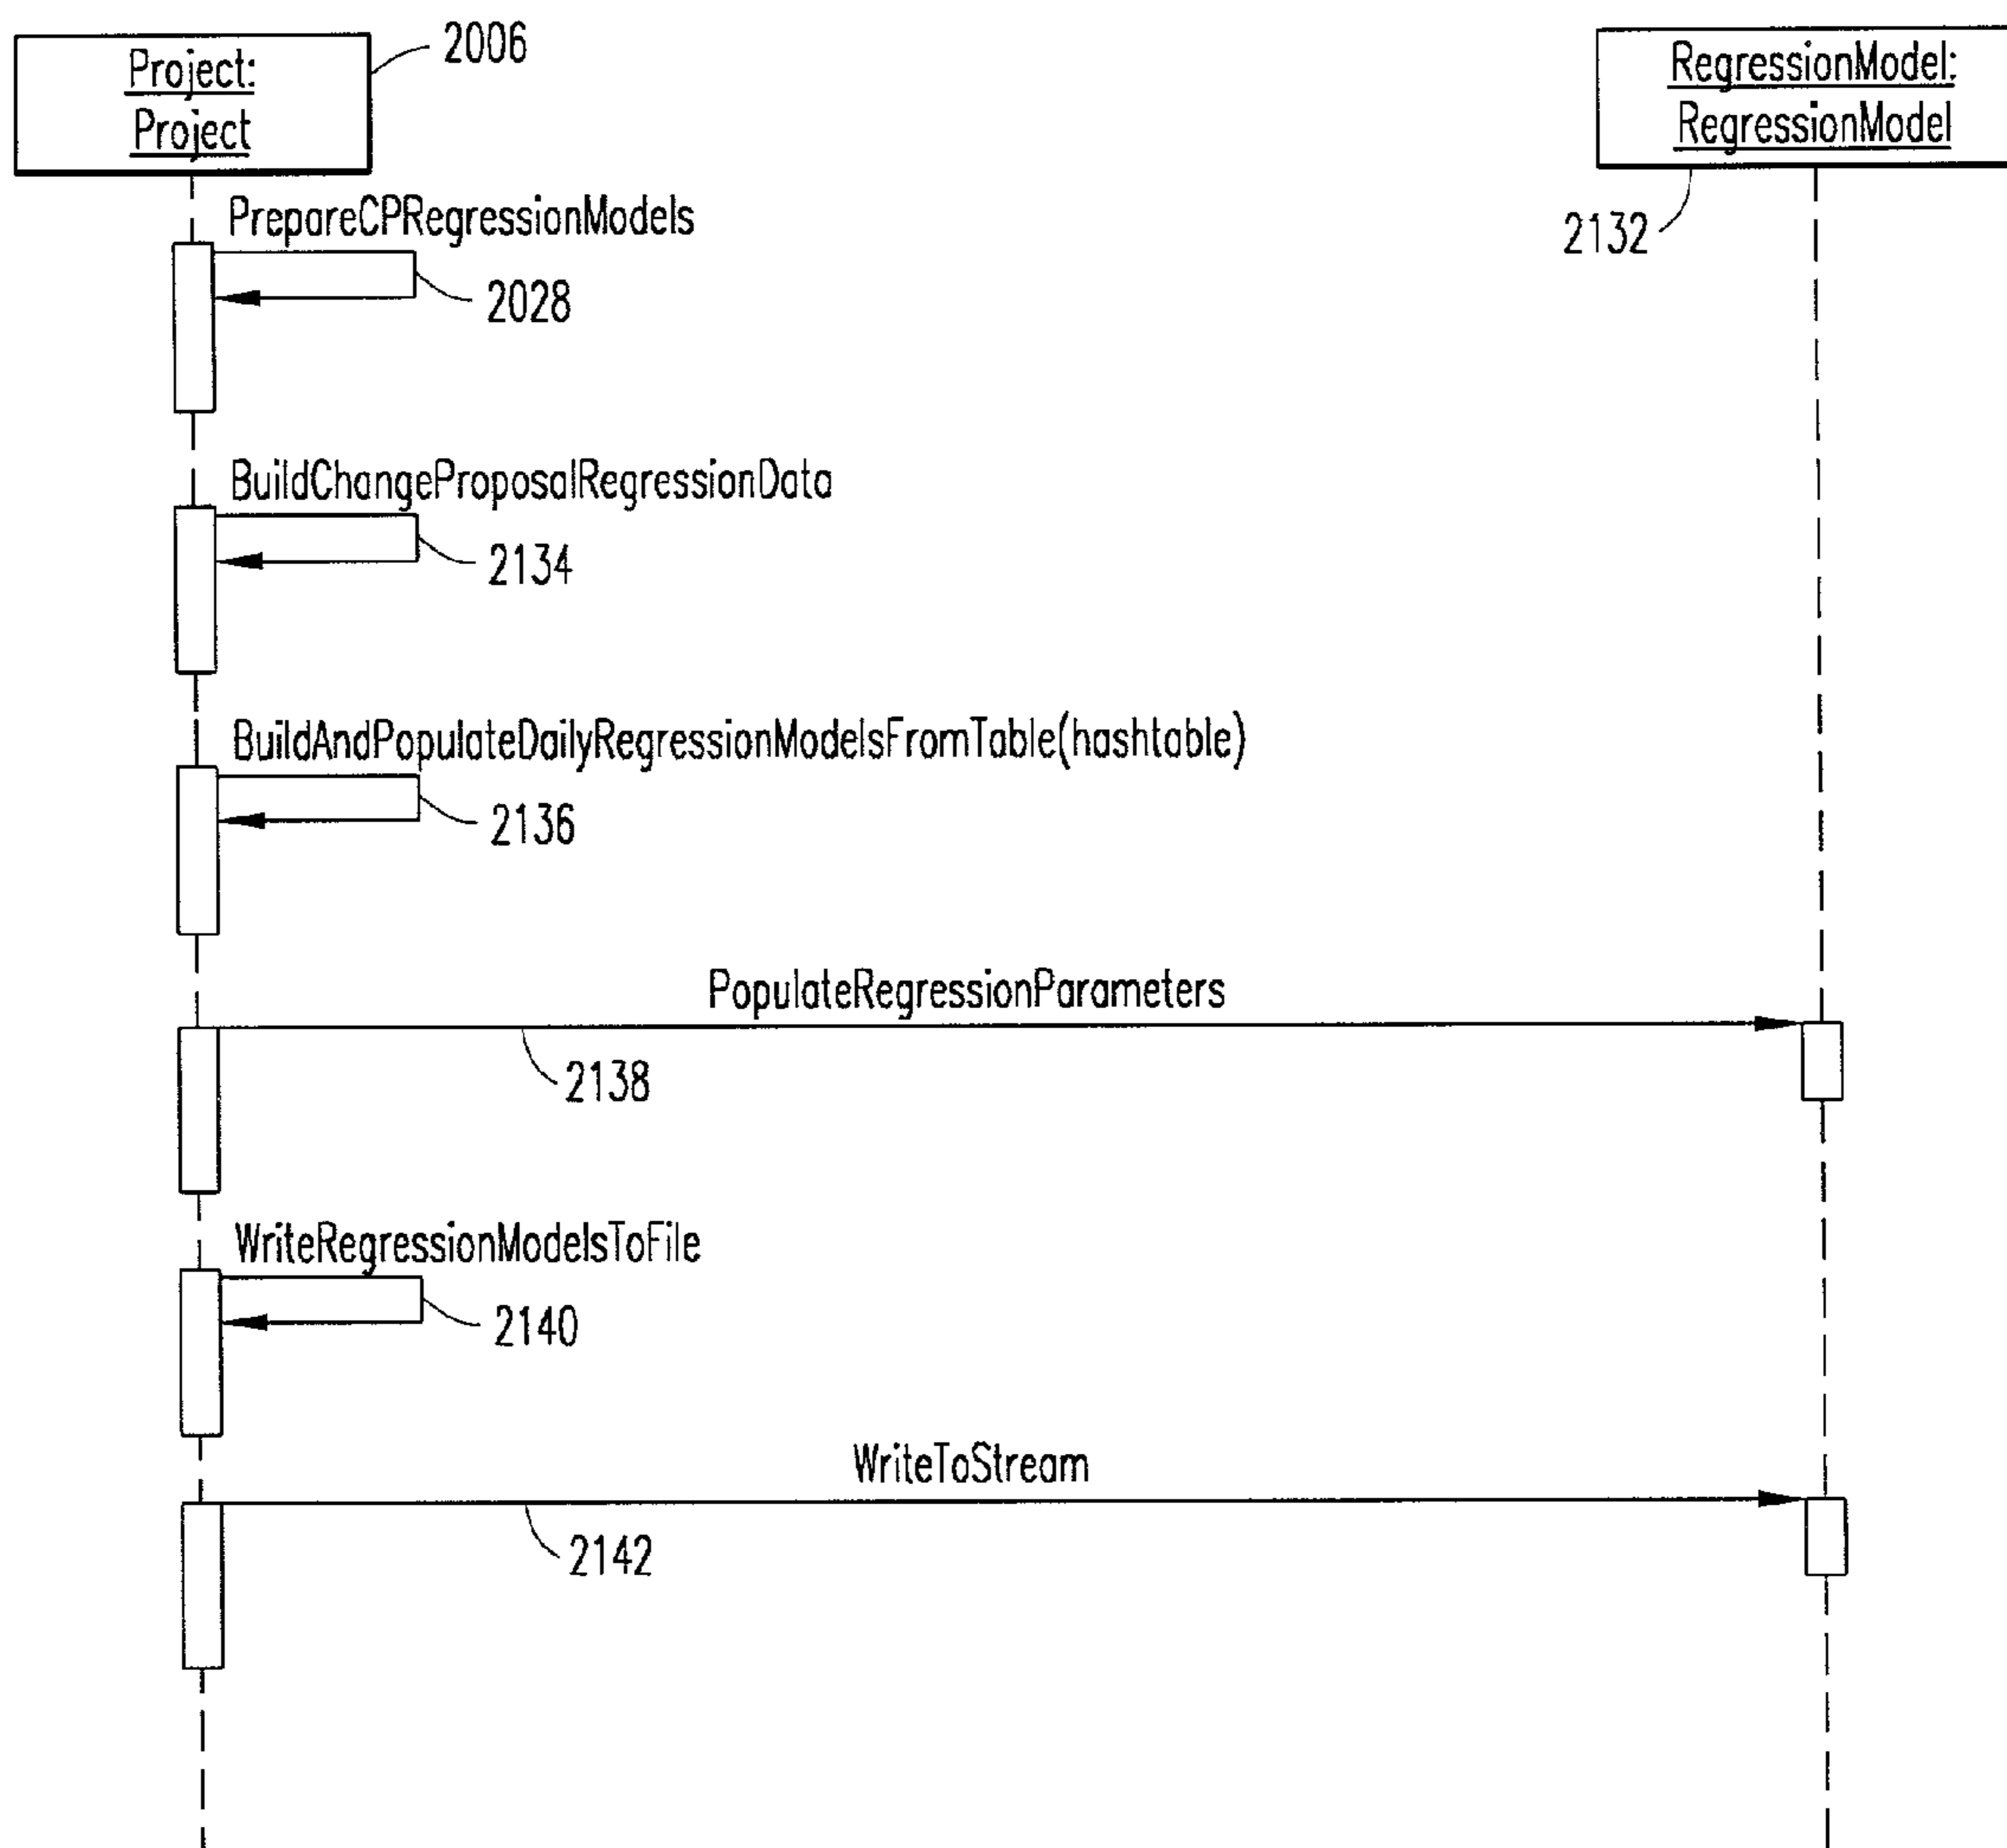 Project:
Project
2006
RegressionModel:
RegressionModel
2132
PrepareCPRegressionModels
2028
BuildChangeProposalRegressionData
2134
BuildAndPopulateDailyRegressionModelsFromTable(hashtable)
2136
PopulateRegressionParameters
2138
WriteRegressionModelsToFile
2140
WriteToStream
2142